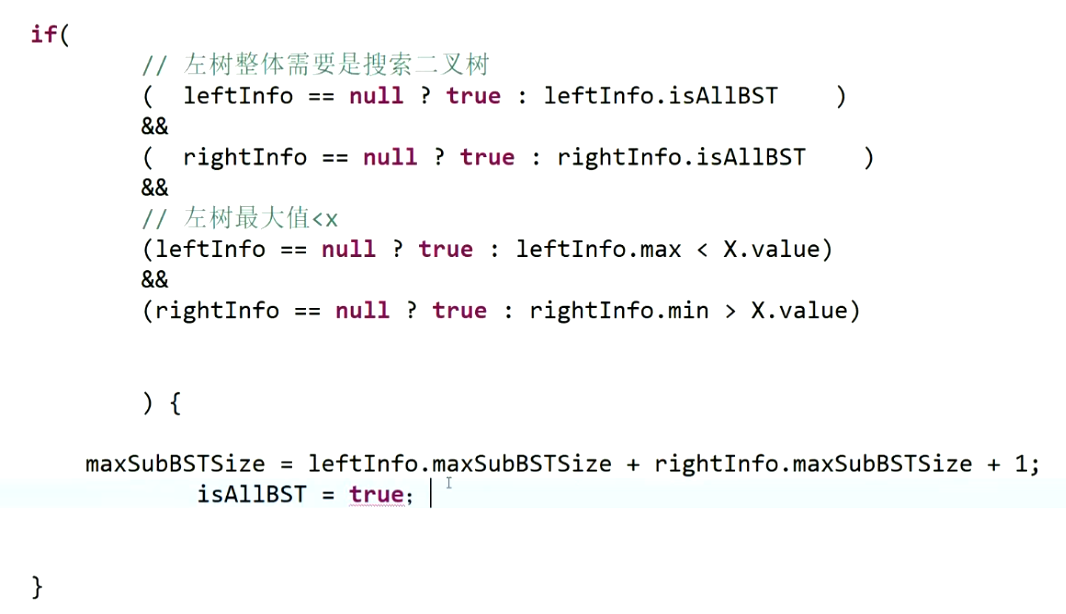 if(
// 左树整体需要是搜索二叉树
( leftInfo == null ? true : leftInfo.isAllBST )
&&
( rightInfo == null ? true : rightInfo.isAllBST )
&&
// 左树最大值<x
(leftInfo == null ? true : leftInfo.max < X.value)
&&
(rightInfo == null ? true : rightInfo.min > X.value)
) {
maxSubBSTSize = leftInfo.maxSubBSTSize + rightInfo.maxSubBSTSize + 1;
isAllBST = true;
}